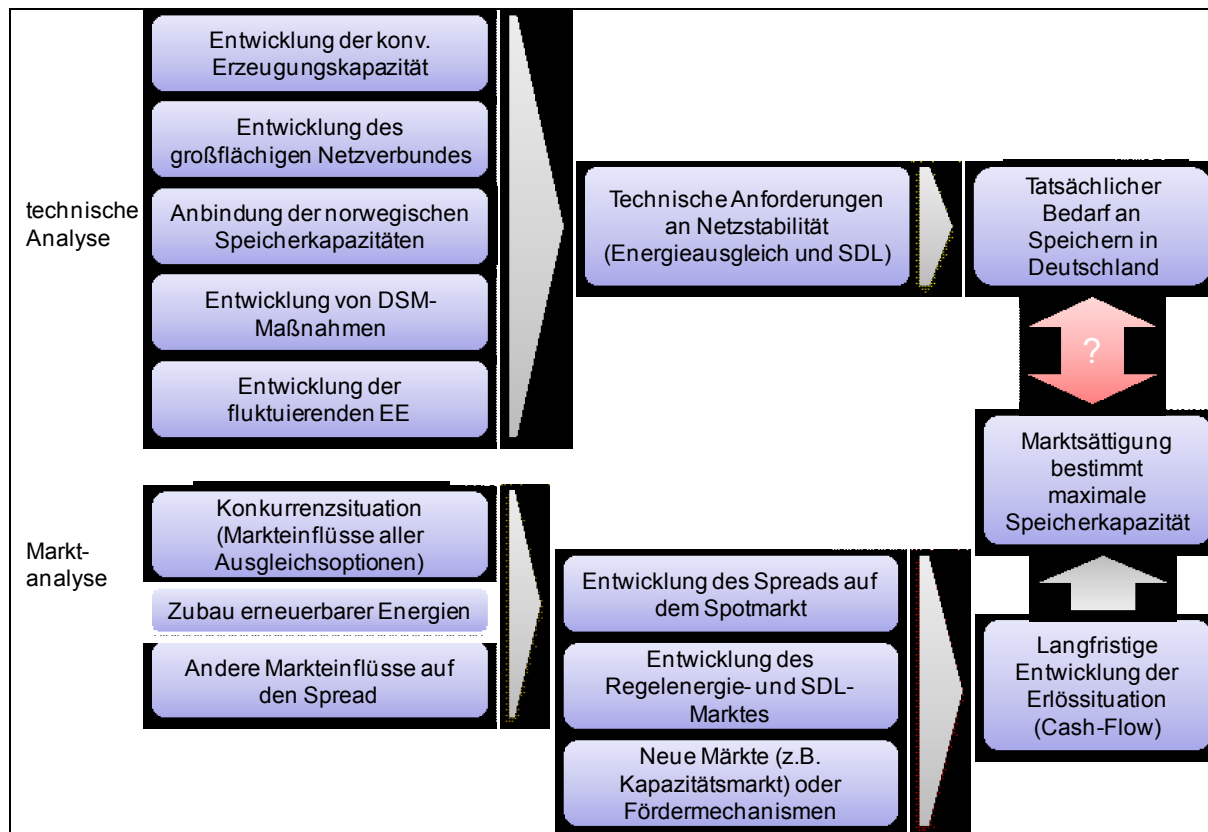 Entwicklung der konv.
Erzeugungskapazität
Entwicklung des
großflächigen Netzverbundes
technische
Analyse
Anbindung der norwegischen
Speicherkapazitäten
Entwicklung von DSM-
Maßnahmen
Entwicklung der
fluktuierenden EE
Technische Anforderungen
an Netzstabilität
(Energieausgleich und SDL)
Tatsächlicher
Bedarf an
Speichern in
Deutschland
?
Marktsättigung
bestimmt
maximale
Speicherkapazität
Markt-
analyse
Konkurrenzsituation
(Markteinflüsse aller
Ausgleichsoptionen)
Zubau erneuerbarer Energien
Andere Markteinflüsse auf
den Spread
Entwicklung des Spreads auf
dem Spotmarkt
Entwicklung des
Regelenergie- und SDL-
Marktes
Neue Märkte (z.B.
Kapazitätsmarkt) oder
Fördermechanismen
Langfristige
Entwicklung der
Erlössituation
(Cash-Flow)